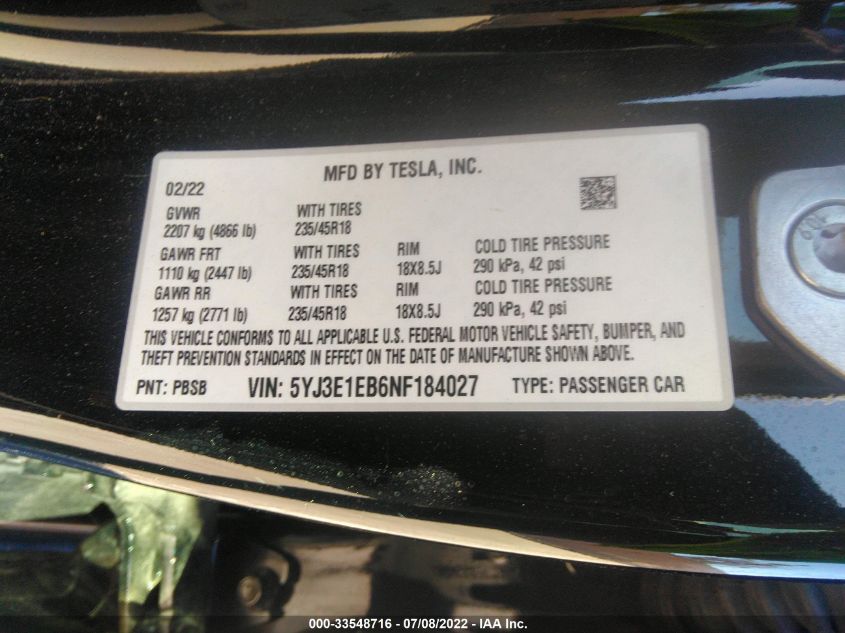 MFD BY TESLA, INC.
02/22
GVWR WITH TIRES
2207 kg (4866 lb) 235/45R18
GAWR FRT WITH TIRES RIM COLD TIRE PRESSURE
1110 kg (2447 lb) 235/45R18 18X8.5J 290 kPa, 42 psi
GAWR RR WITH TIRES RIM COLD TIRE PRESSURE
1257 kg (2771 lb) 235/45R18 18X8.5J 290 kPa, 42 psi
THIS VEHICLE CONFORMS TO ALL APPLICABLE U.S. FEDERAL MOTOR VEHICLE SAFETY, BUMPER, AND
THEFT PREVENTION STANDARDS IN EFFECT ON THE DATE OF MANUFACTURE SHOWN ABOVE.
PNT: PBSB VIN: 5YJ3E1EB6NF184027 TYPE: PASSENGER CAR
000-33548716 - 07/08/2022 - IAA Inc.